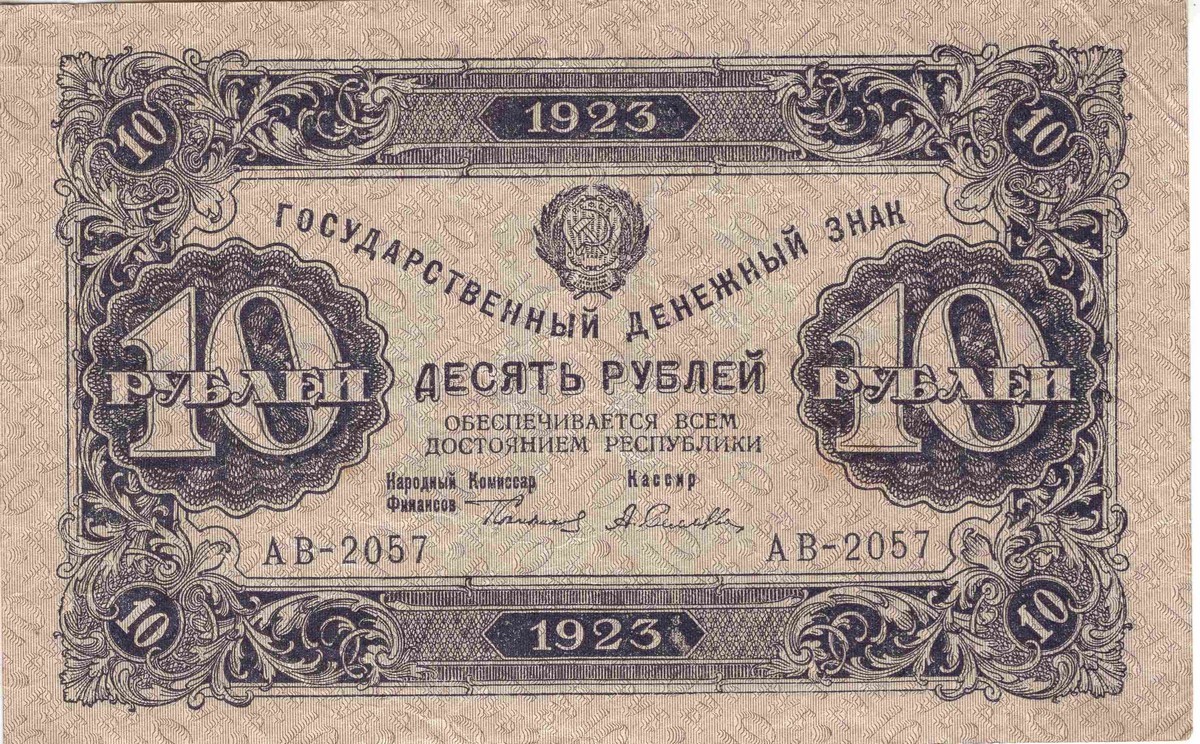 1923
10 10
ГОСУДАРСТВЕННЫЙ ДЕНЕЖНЫЙ ЗНАК
10 РУБЛЕЙ
ДЕСЯТЬ РУБЛЕЙ
10 РУБЛЕЙ
ОБЕСПЕЧИВАЕТСЯ ВСЕМ
ДОСТОЯНИЕМ РЕСПУБЛИКИ
Народный Комиссар
Финансов
Кассир
АВ-2057 АВ-2057
10 10
1923